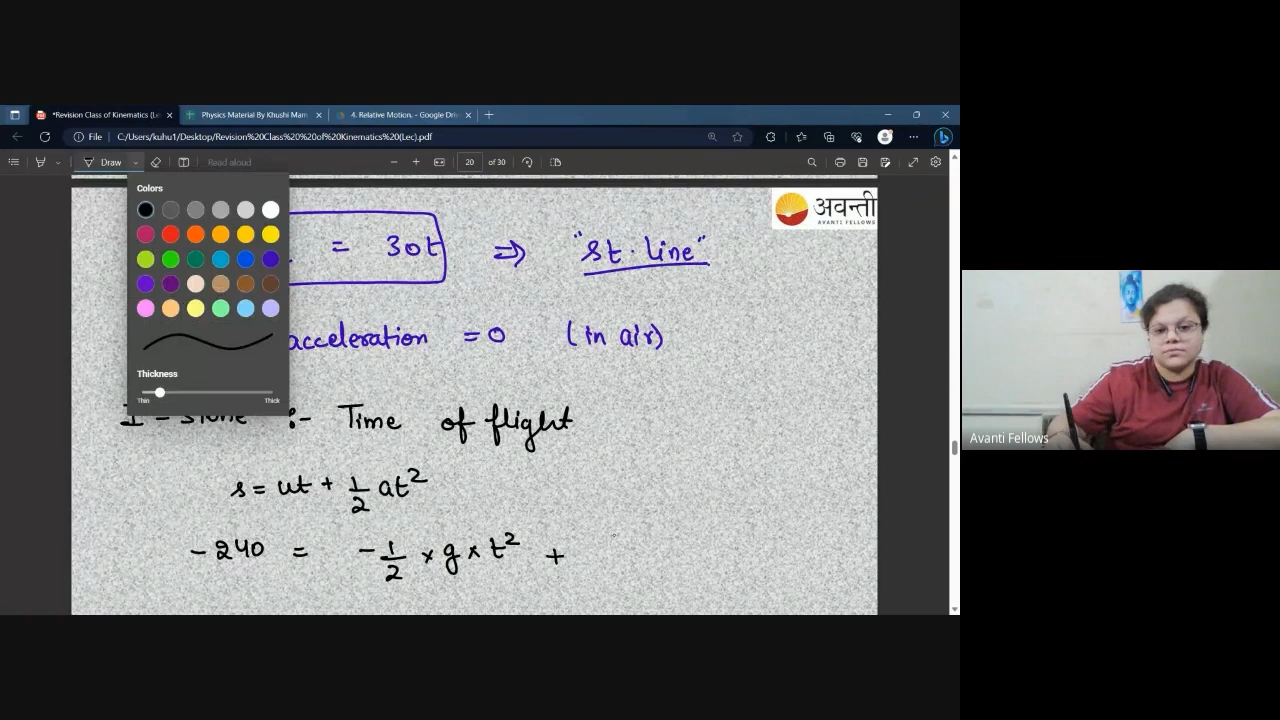 *Revision Class of Kinematics (Le
Physics Material By Khushi Mam
4. Relative Motion. - Google Dri
File
C:/Users/kuhu1/Desktop/Revision%20Class%20%20of%20Kinematics%20(Lec).pdf
Draw
Read aloud
20 of 30
Colors
Thickness
Thin
Thick
अवन्ती
AVANTI FELLOWS
= 30t ⇒ "st. line"
acceleration = 0 (in air)
I - stone :- Time of flight
s = ut + 1/2 at²
- 240 = - 1/2 × g × t² +
Avanti Fellows